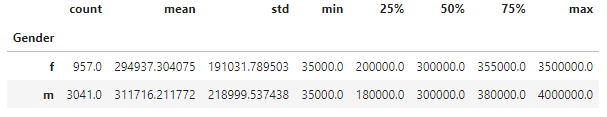 count mean std min 25% 50% 75% max
Gender
f 957.0 294937.304075 191031.789503 35000.0 200000.0 300000.0 355000.0 3500000.0
m 3041.0 311716.211772 218999.537438 35000.0 180000.0 300000.0 380000.0 4000000.0